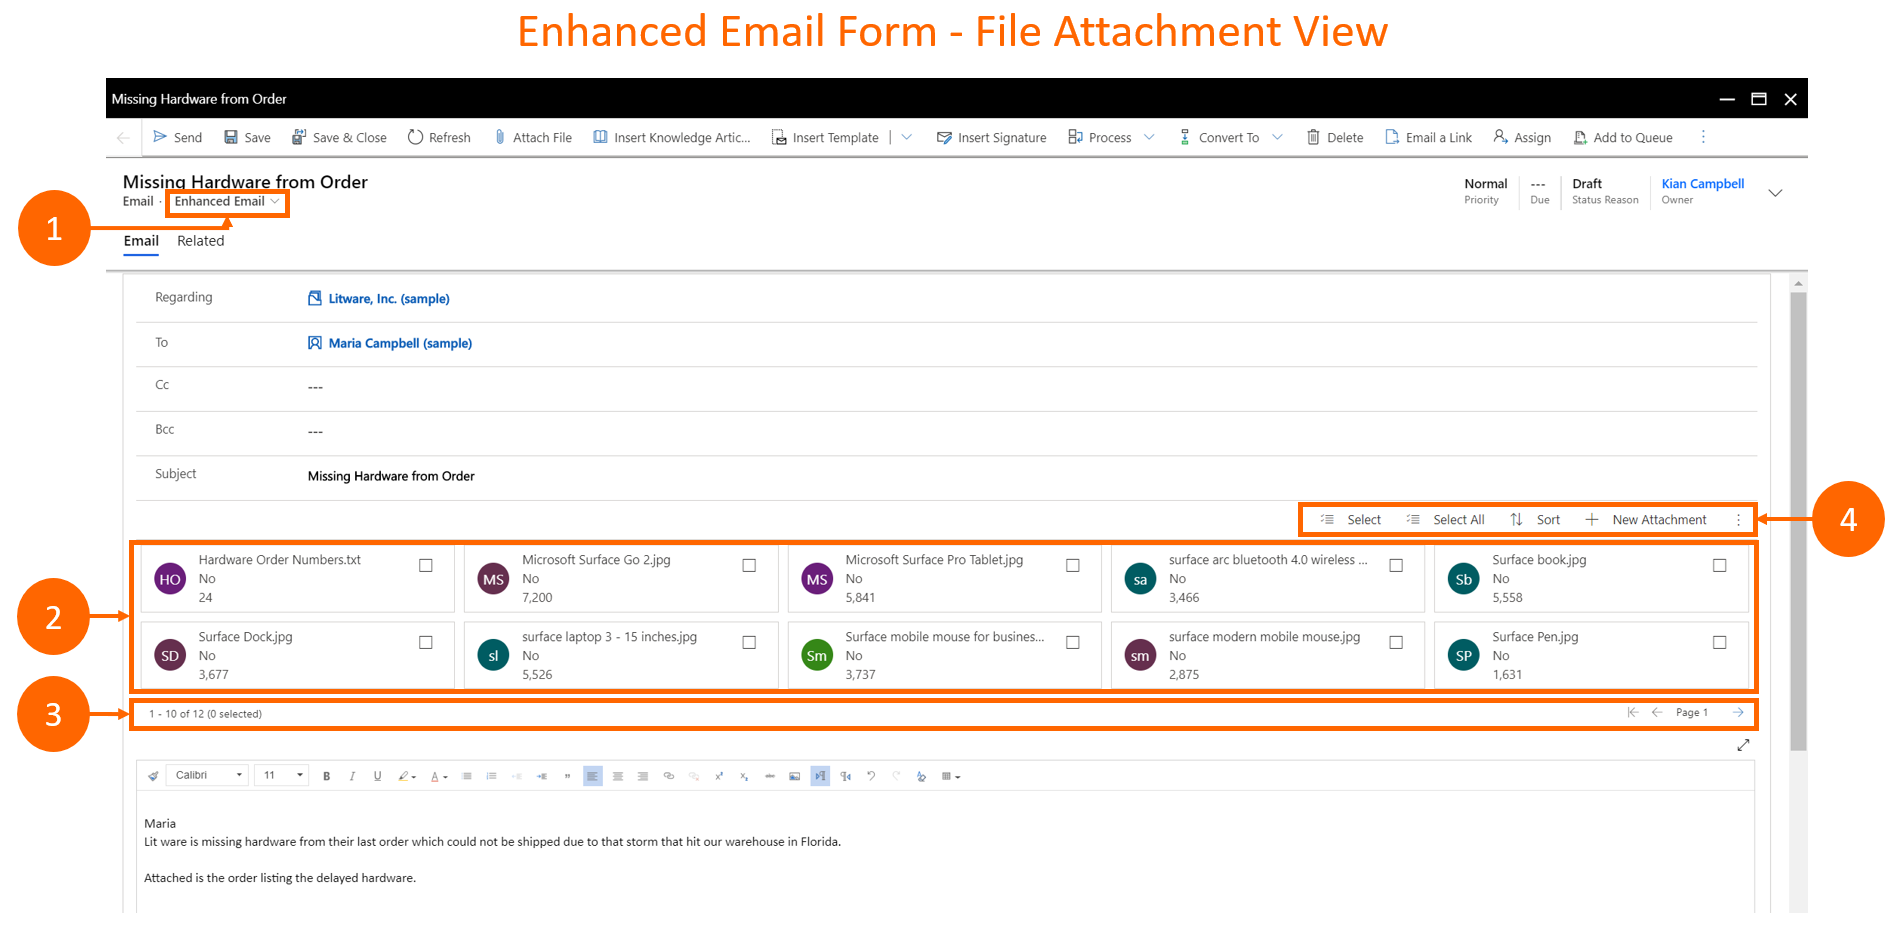 Enhanced Email Form - File Attachment View
Missing Hardware from Order
Send Save Save & Close Refresh Attach File Insert Knowledge Artic... Insert Template Insert Signature Process Convert To Delete Email a Link Assign Add to Queue
Missing Hardware from Order
Email · Enhanced Email
Normal --- Draft Kian Campbell
Priority Due Status Reason Owner
1
Email Related
Regarding Litware, Inc. (sample)
To Maria Campbell (sample)
Cc ---
Bcc ---
Subject Missing Hardware from Order
Select Select All Sort New Attachment
4
HO Hardware Order Numbers.txt
No
24
MS Microsoft Surface Go 2.jpg
No
7,200
MS Microsoft Surface Pro Tablet.jpg
No
5,841
sa surface arc bluetooth 4.0 wireless ...
No
3,466
Sb Surface book.jpg
No
5,558
2
SD Surface Dock.jpg
No
3,677
sl surface laptop 3 - 15 inches.jpg
No
5,526
Sm Surface mobile mouse for busines...
No
3,737
sm surface modern mobile mouse.jpg
No
2,875
SP Surface Pen.jpg
No
1,631
3
1 - 10 of 12 (0 selected) Page 1
Calibri 11 B I U
Maria
Lit ware is missing hardware from their last order which could not be shipped due to that storm that hit our warehouse in Florida.
Attached is the order listing the delayed hardware.